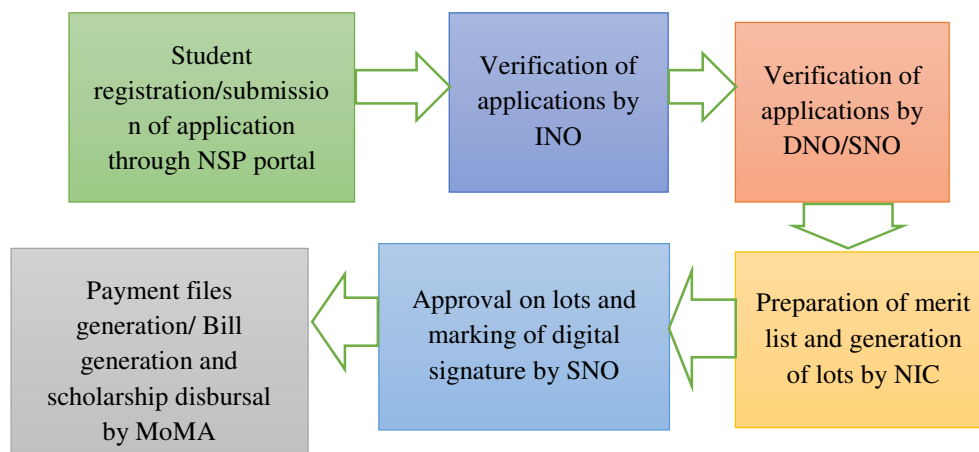 Student
registration/submissio
n of application
through NSP portal
Verification of
applications by
INO
Verification of
applications by
DNO/SNO
Preparation of merit
list and generation
of lots by NIC
Approval on lots and
marking of digital
signature by SNO
Payment files
generation/ Bill
generation and
scholarship disbursal
by MoMA